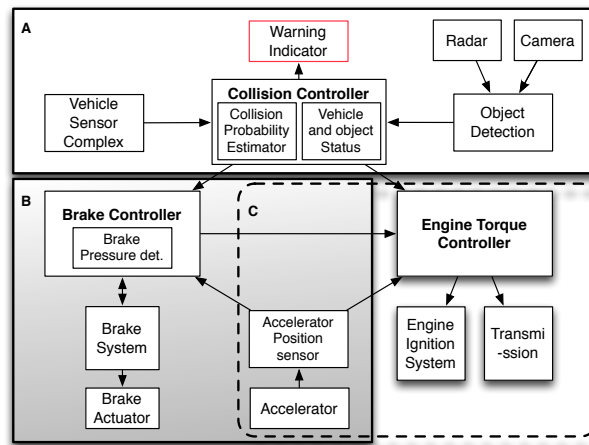 A
Warning
Indicator
Radar
Camera
Collision Controller
Collision
Probability
Estimator
Vehicle
and object
Status
Vehicle
Sensor
Complex
Object
Detection
B
Brake Controller
Brake
Pressure det.
C
Engine Torque
Controller
Brake
System
Accelerator
Position
sensor
Engine
Ignition
System
Transmi
-ssion
Brake
Actuator
Accelerator